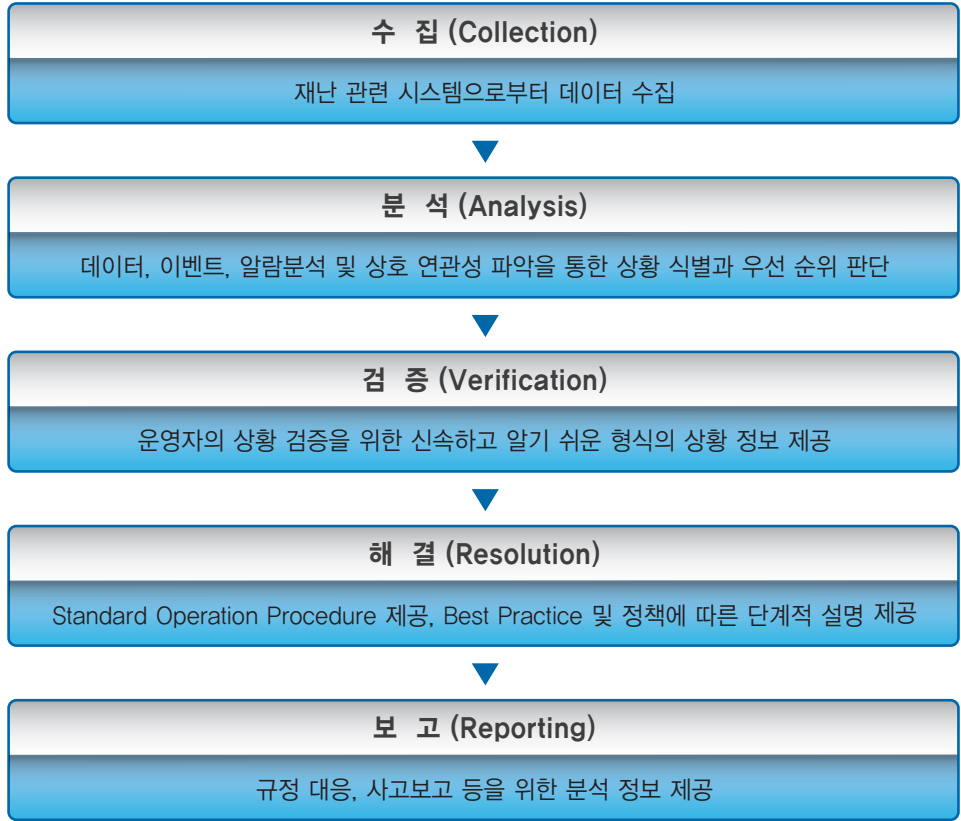 수 집 (Collection)
재난 관련 시스템으로부터 데이터 수집
분 석 (Analysis)
데이터, 이벤트, 알람분석 및 상호 연관성 파악을 통한 상황 식별과 우선 순위 판단
검 증 (Verification)
운영자의 상황 검증을 위한 신속하고 알기 쉬운 형식의 상황 정보 제공
해 결 (Resolution)
Standard Operation Procedure 제공, Best Practice 및 정책에 따른 단계적 설명 제공
보 고 (Reporting)
규정 대응, 사고보고 등을 위한 분석 정보 제공